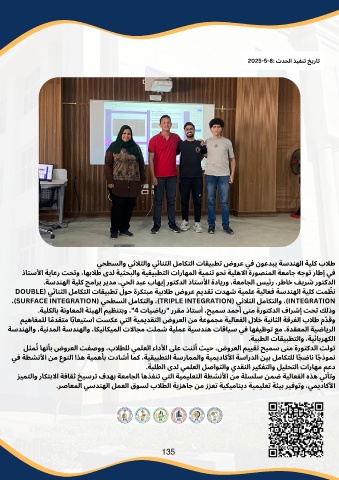 تاريخ تنفيذ الحدث :8-5-2025
طلاب كلية الهندسة يبدعون في عروض تطبيقات التكامل الثنائي والثلاثي والسطحي
في إطار توجه جامعة المنصورة الاهلية نحو تنمية المهارات التطبيقية والبحثية لدى طلابها، وتحت رعاية الأستاذ
الدكتور شريف خاطر، رئيس الجامعة، وريادة الأستاذ الدكتور إيهاب عبد الحي، مدير برامج كلية الهندسة.
نظمت كلية الهندسة فعالية علمية شهدت تقديم عروض طلابية مبتكرة حول تطبيقات التكامل الثنائي (DOUBLE
INTEGRATION)، والتكامل الثلاثي (TRIPLE INTEGRATION)، والتكامل السطحي (SURFACE INTEGRATION)،
وذلك تحت إشراف الدكتورة منى أحمد سميح، أستاذ مقرر "رياضيات 4"، وبتنظيم الهيئة المعاونة بالكلية.
وقدّم طلاب الفرقة الثانية خلال الفعالية مجموعة من العروض التقديمية التي عكست استيعابًا متقدمًا للمفاهيم
الرياضية المعقدة، مع توظيفها في سياقات هندسية عملية شملت مجالات الميكانيكا، والهندسة المدنية، والهندسة
الكهربائية، والتطبيقات الطبية.
تولت الدكتورة منى سميح تقييم العروض، حيث أثنت على الأداء العلمي للطلاب، ووصفت العروض بأنها تُمثل
نموذجًا ناضجًا للتكامل بين الدراسة الأكاديمية والممارسة التطبيقية. كما أشادت بأهمية هذا النوع من الأنشطة في
دعم مهارات التحليل والتفكير النقدي والتواصل العلمي لدى الطلبة.
وتأتي هذه الفعالية ضمن سلسلة من الأنشطة التعليمية التي تنفذها الجامعة بهدف ترسيخ ثقافة الابتكار والتميز
الأكاديمي، وتوفير بيئة تعليمية ديناميكية تعزز من جاهزية الطلاب لسوق العمل الهندسي المعاصر.
135